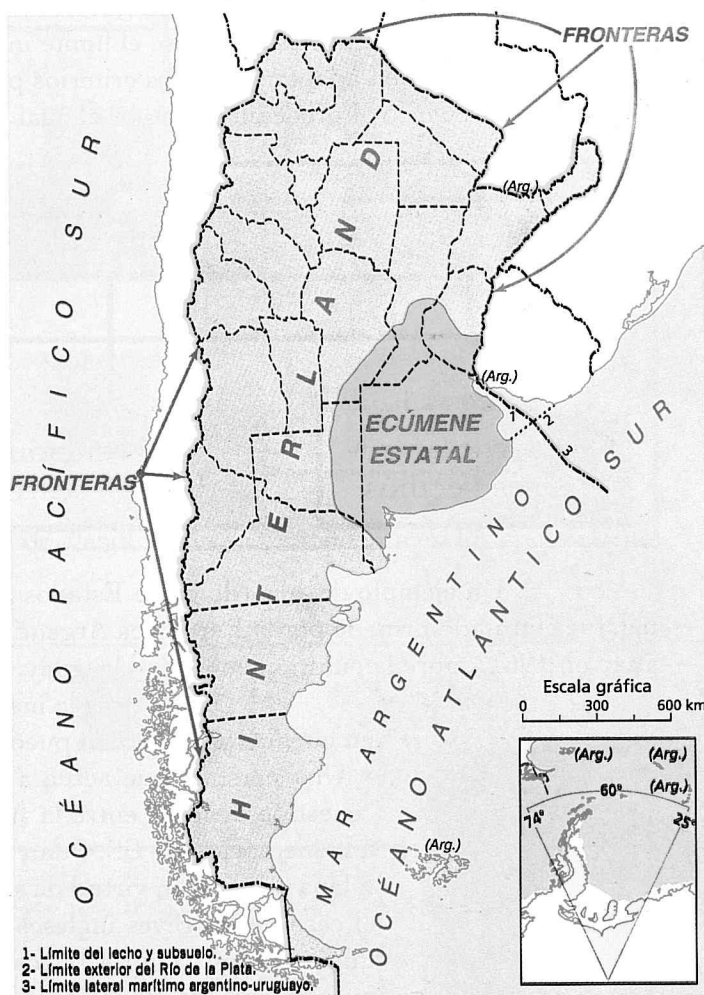 FRONTERAS
(Arg.)
HINTERLAND
OCÉANO PACÍFICO SUR
(Arg.)
ECÚMENE
ESTATAL
1
2
3
FRONTERAS
MAR ARGENTINO
OCÉANO ATLÁNTICO SUR
(Arg.)
Escala gráfica
0 300 600 km
(Arg.) (Arg.)
(Arg.)
60°
74°
25°
1- Límite del lecho y subsuelo.
2- Límite exterior del Río de la Plata.
3- Límite lateral marítimo argentino-uruguayo.